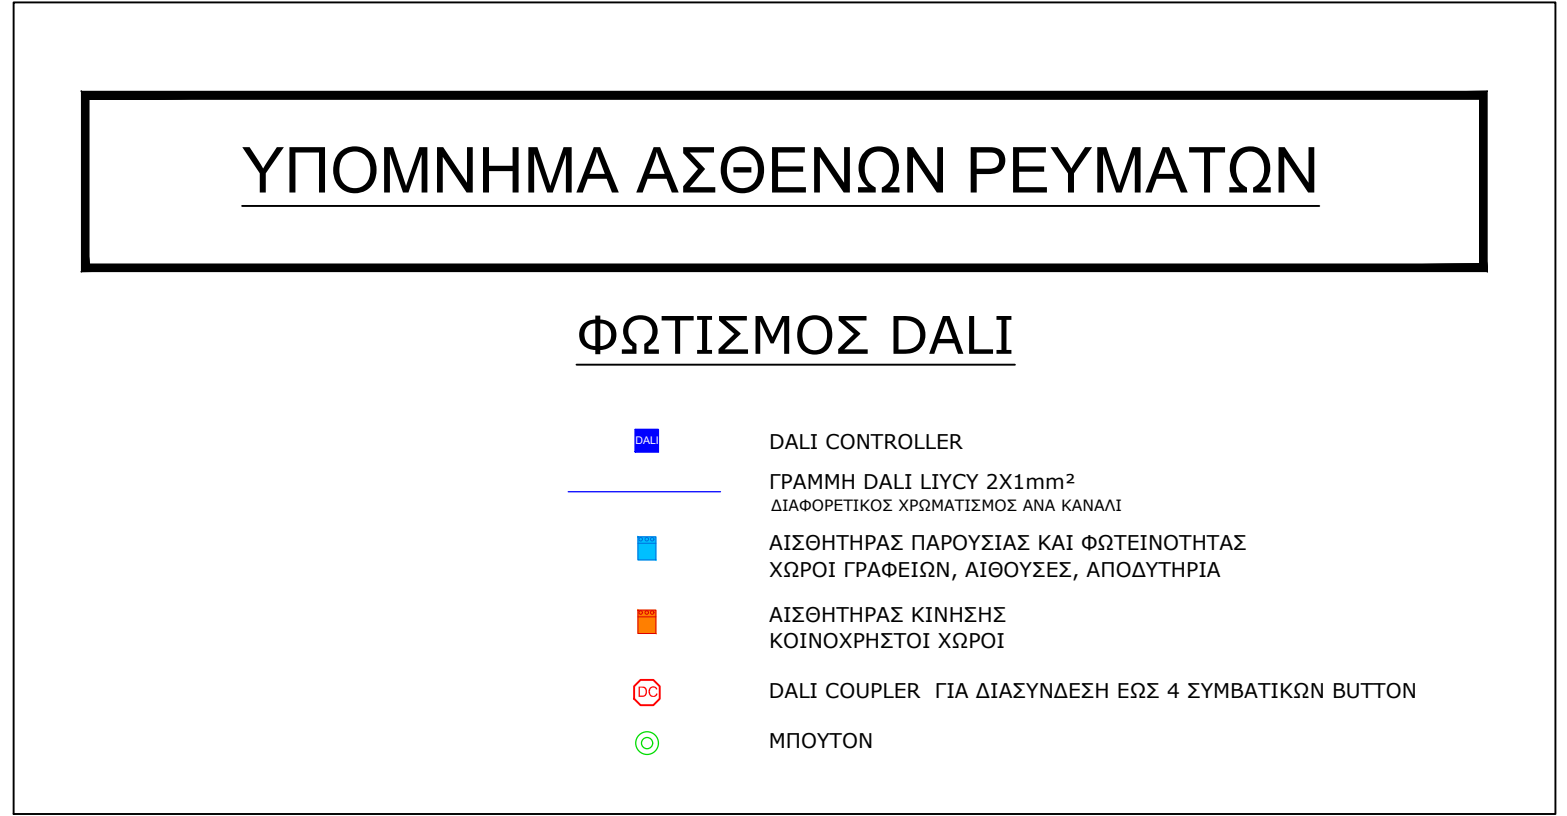 ΥΠΟΜΝΗΜΑ ΑΣΘΕΝΩΝ ΡΕΥΜΑΤΩΝ
ΦΩΤΙΣΜΟΣ DALI
DALI
DALI CONTROLLER
ΓΡΑΜΜΗ DALI LIYCY 2X1mm²
ΔΙΑΦΟΡΕΤΙΚΟΣ ΧΡΩΜΑΤΙΣΜΟΣ ΑΝΑ ΚΑΝΑΛΙ
ΑΙΣΘΗΤΗΡΑΣ ΠΑΡΟΥΣΙΑΣ ΚΑΙ ΦΩΤΕΙΝΟΤΗΤΑΣ
ΧΩΡΟΙ ΓΡΑΦΕΙΩΝ, ΑΙΘΟΥΣΕΣ, ΑΠΟΔΥΤΗΡΙΑ
ΑΙΣΘΗΤΗΡΑΣ ΚΙΝΗΣΗΣ
ΚΟΙΝΟΧΡΗΣΤΟΙ ΧΩΡΟΙ
DC
DALI COUPLER ΓΙΑ ΔΙΑΣΥΝΔΕΣΗ ΕΩΣ 4 ΣΥΜΒΑΤΙΚΩΝ BUTTON
ΜΠΟΥΤΟΝ